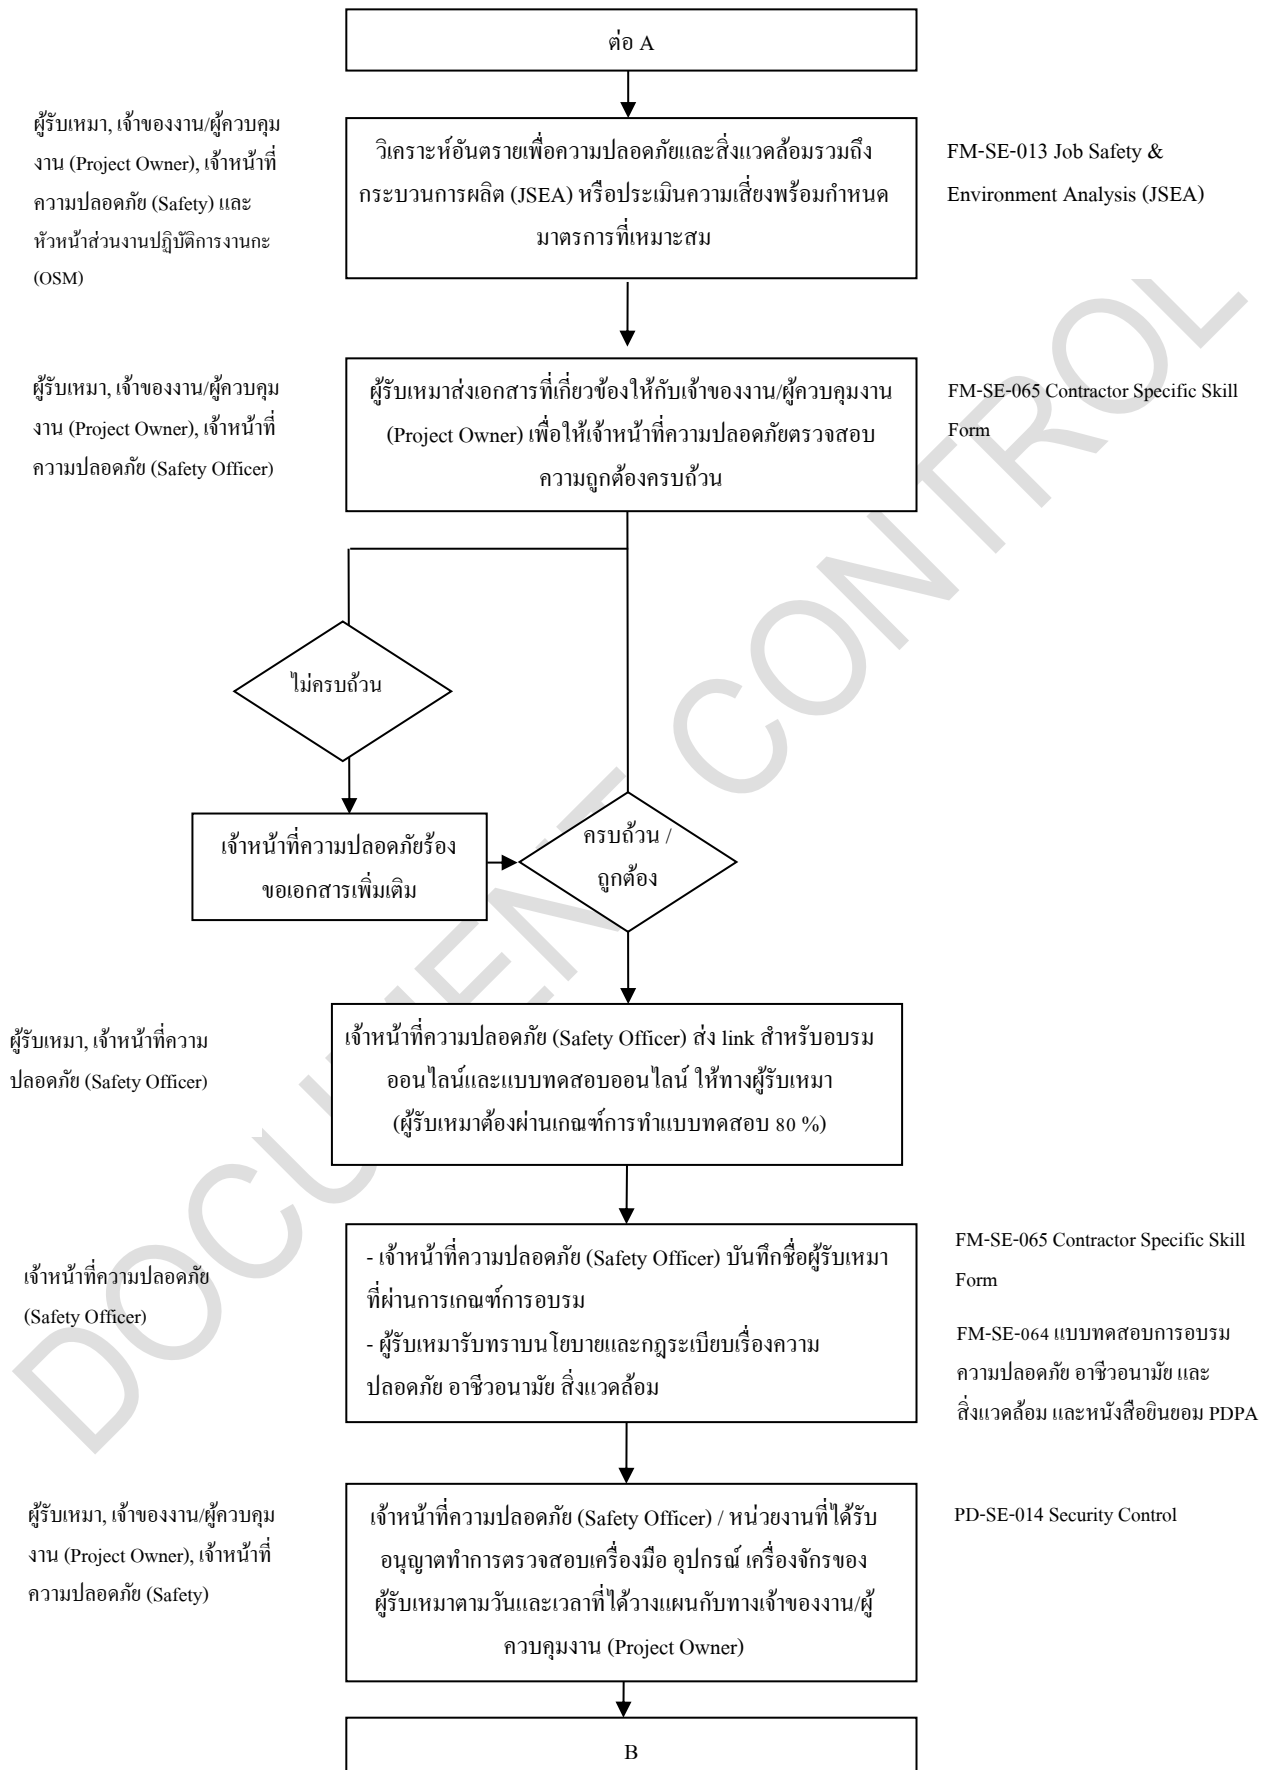 ต่อ A
ผู้รับเหมา, เจ้าของงาน/ผู้ควบคุม
งาน (Project Owner), เจ้าหน้าที่
ความปลอดภัย (Safety) และ
หัวหน้าส่วนงานปฏิบัติการงานกะ
(OSM)
วิเคราะห์อันตรายเพื่อความปลอดภัยและสิ่งแวดล้อมรวมถึง
กระบวนการผลิต (JSEA) หรือประเมินความเสี่ยงพร้อมกำหนด
มาตรการที่เหมาะสม
FM-SE-013 Job Safety &
Environment Analysis (JSEA)
ผู้รับเหมา, เจ้าของงาน/ผู้ควบคุม
งาน (Project Owner), เจ้าหน้าที่
ความปลอดภัย (Safety Officer)
ผู้รับเหมาส่งเอกสารที่เกี่ยวข้องให้กับเจ้าของงาน/ผู้ควบคุมงาน
(Project Owner) เพื่อให้เจ้าหน้าที่ความปลอดภัยตรวจสอบ
ความถูกต้องครบถ้วน
FM-SE-065 Contractor Specific Skill
Form
ไม่ครบถ้วน
เจ้าหน้าที่ความปลอดภัยร้อง
ขอเอกสารเพิ่มเติม
ครบถ้วน /
ถูกต้อง
ผู้รับเหมา, เจ้าหน้าที่ความ
ปลอดภัย (Safety Officer)
เจ้าหน้าที่ความปลอดภัย (Safety Officer) ส่ง link สำหรับอบรม
ออนไลน์และแบบทดสอบออนไลน์ ให้ทางผู้รับเหมา
(ผู้รับเหมาต้องผ่านเกณฑ์การทำแบบทดสอบ 80 %)
เจ้าหน้าที่ความปลอดภัย
(Safety Officer)
- เจ้าหน้าที่ความปลอดภัย (Safety Officer) บันทึกชื่อผู้รับเหมา
ที่ผ่านการเกณฑ์การอบรม
- ผู้รับเหมารับทราบนโยบายและกฎระเบียบเรื่องความ
ปลอดภัย อาชีวอนามัย สิ่งแวดล้อม
FM-SE-065 Contractor Specific Skill
Form
FM-SE-064 แบบทดสอบการอบรม
ความปลอดภัย อาชีวอนามัย และ
สิ่งแวดล้อม และหนังสือยินยอม PDPA
ผู้รับเหมา, เจ้าของงาน/ผู้ควบคุม
งาน (Project Owner), เจ้าหน้าที่
ความปลอดภัย (Safety)
เจ้าหน้าที่ความปลอดภัย (Safety Officer) / หน่วยงานที่ได้รับ
อนุญาตทำการตรวจสอบเครื่องมือ อุปกรณ์ เครื่องจักรของ
ผู้รับเหมาตามวันและเวลาที่ได้วางแผนกับทางเจ้าของงาน/ผู้
ควบคุมงาน (Project Owner)
PD-SE-014 Security Control
B
DOCUMENT CONTROL